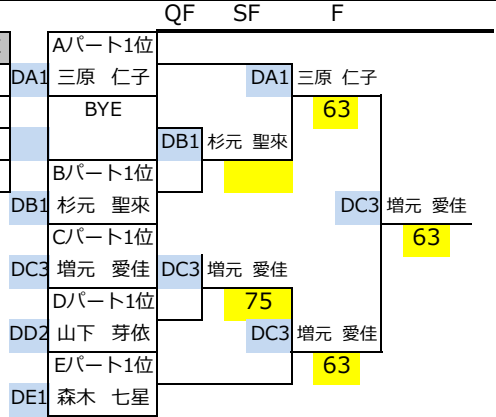 QF SF F
Aパート1位
DA1 三原 仁子 DA1 三原 仁子
BYE 63
DB1 杉元 聖來
Bパート1位
DB1 杉元 聖來 DC3 増元 愛佳
Cパート1位 63
DC3 増元 愛佳 DC3 増元 愛佳
Dパート1位 75
DD2 山下 芽依 DC3 増元 愛佳
Eパート1位 63
DE1 森木 七星